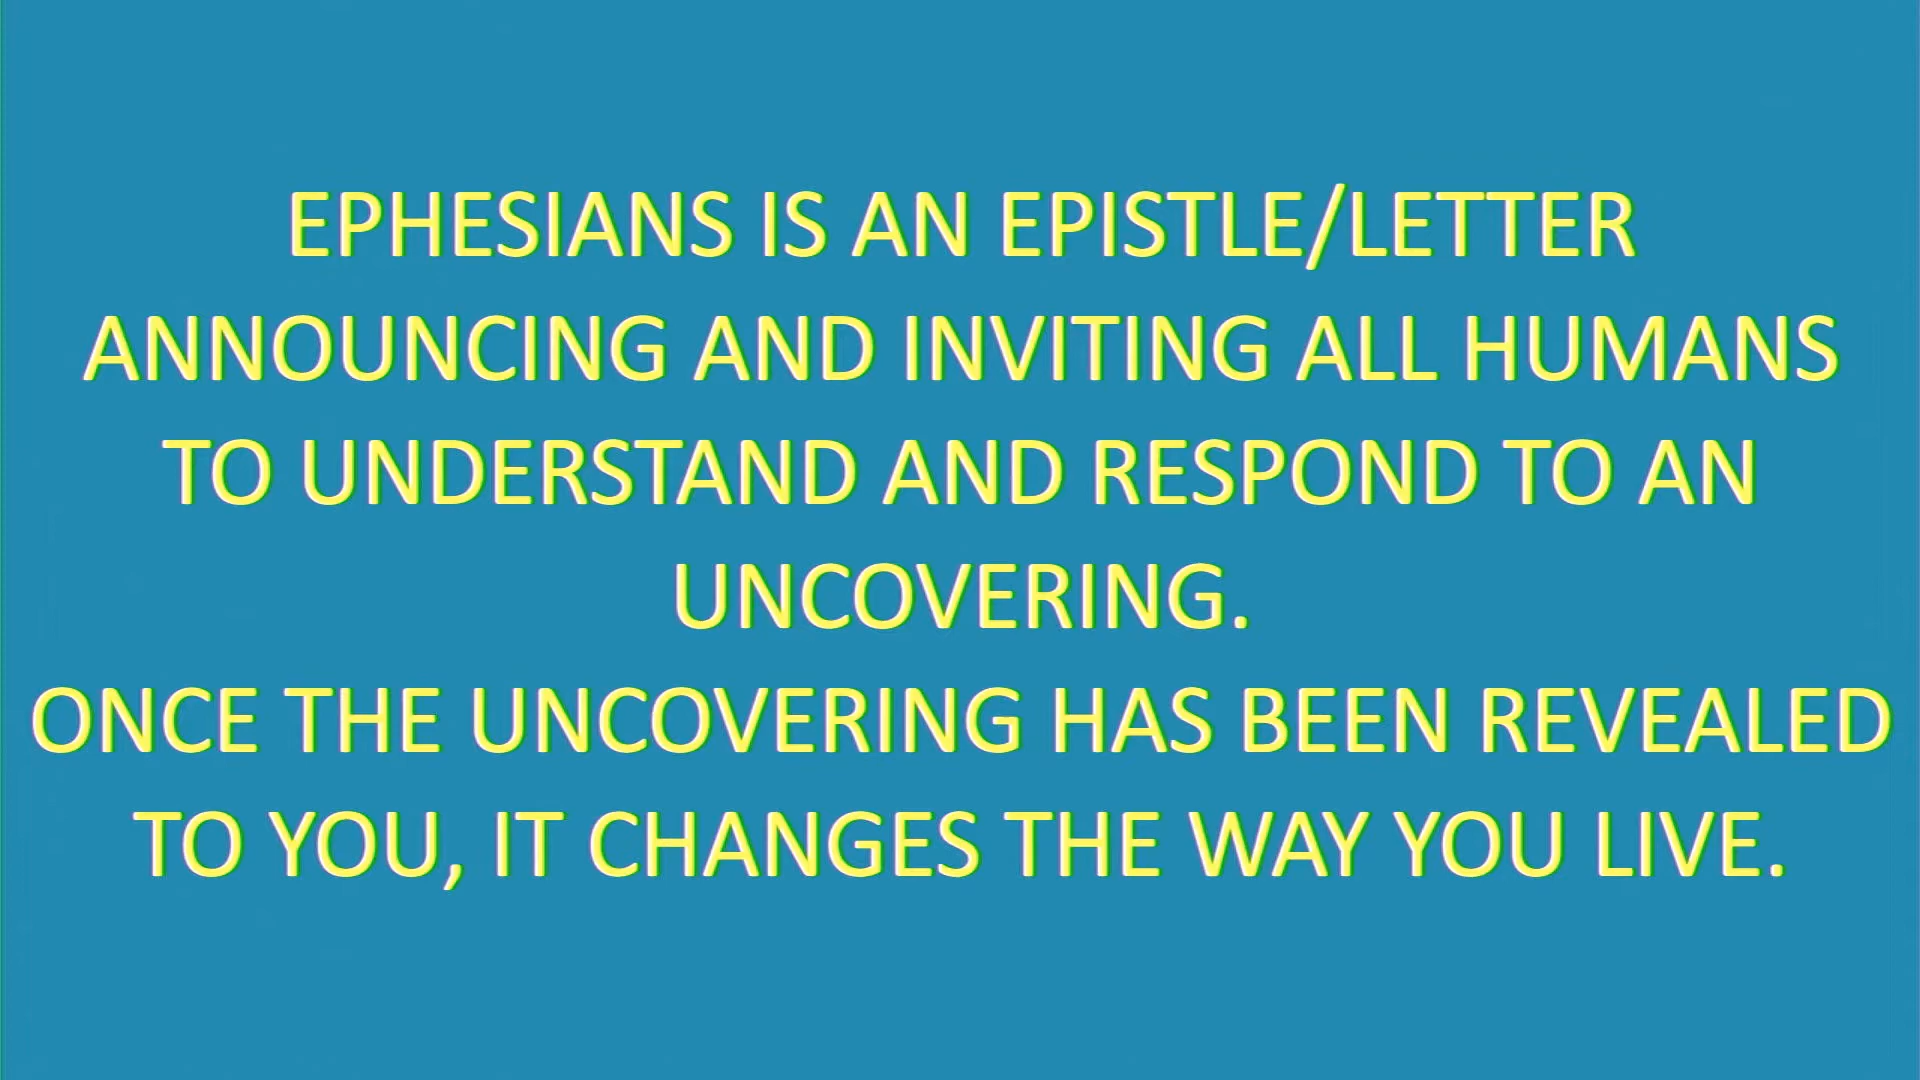 EPHESIANS IS AN EPISTLE/LETTER
ANNOUNCING AND INVITING ALL HUMANS
TO UNDERSTAND AND RESPOND TO AN
UNCOVERING.
ONCE THE UNCOVERING HAS BEEN REVEALED
TO YOU, IT CHANGES THE WAY YOU LIVE.